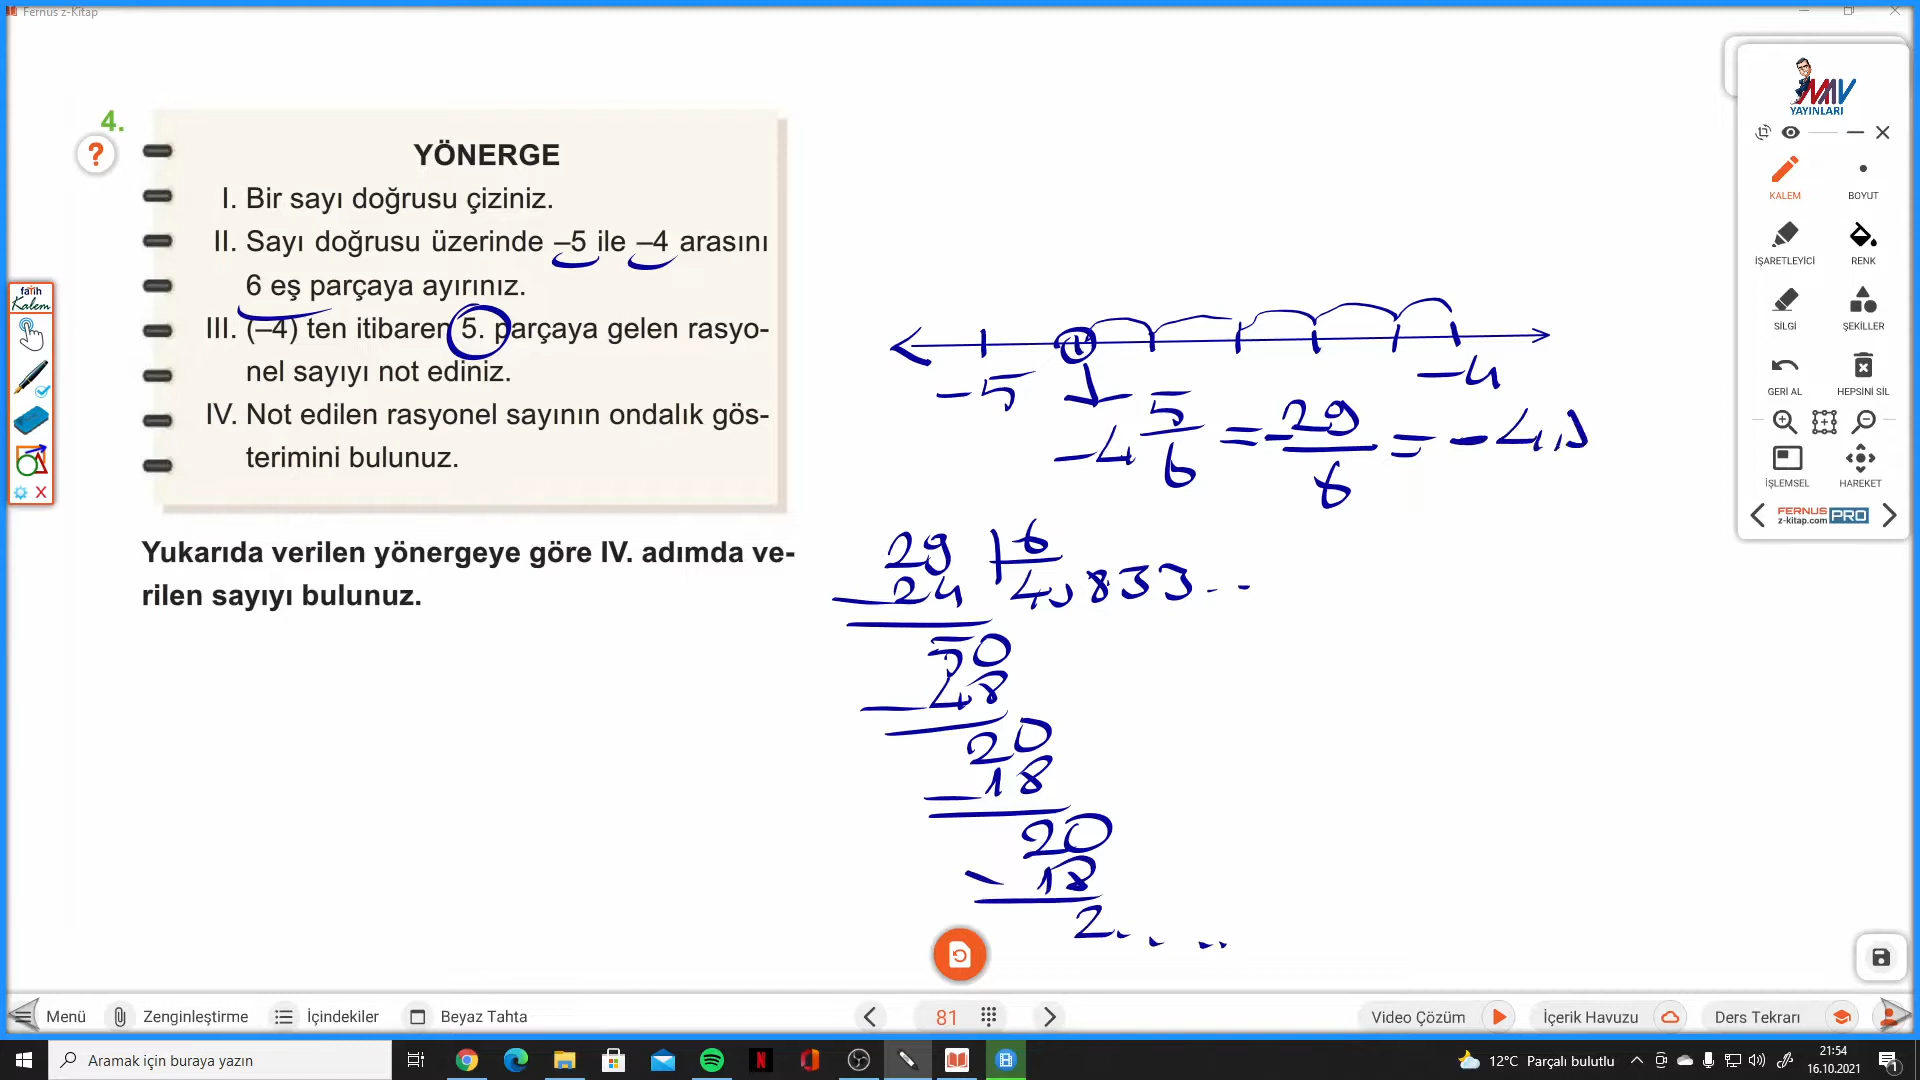 Fernus z-Kitap
4.
?
YÖNERGE
I. Bir sayı doğrusu çiziniz.
II. Sayı doğrusu üzerinde –5 ile –4 arasını
6 eş parçaya ayırınız.
III. (–4) ten itibaren 5. parçaya gelen rasyo-
nel sayıyı not ediniz.
IV. Not edilen rasyonel sayının ondalık gös-
terimini bulunuz.
Yukarıda verilen yönergeye göre IV. adımda ve-
rilen sayıyı bulunuz.
–5
–4
–4 5/6 = –29/6 = –4,
29 6
24 4,833...
50
48
20
18
20
18
2....
fatih
Kalem
MAV
YAYINLARI
KALEM
BOYUT
İŞARETLEYİCİ
RENK
SİLGİ
ŞEKİLLER
GERİ AL
HEPSİNİ SİL
İŞLEMSEL
HAREKET
FERNUS
z-kitap.com PRO
Menü
Zenginleştirme
İçindekiler
Beyaz Tahta
81
Video Çözüm
İçerik Havuzu
Ders Tekrarı
Aramak için buraya yazın
12°C Parçalı bulutlu
21:54
16.10.2021
1